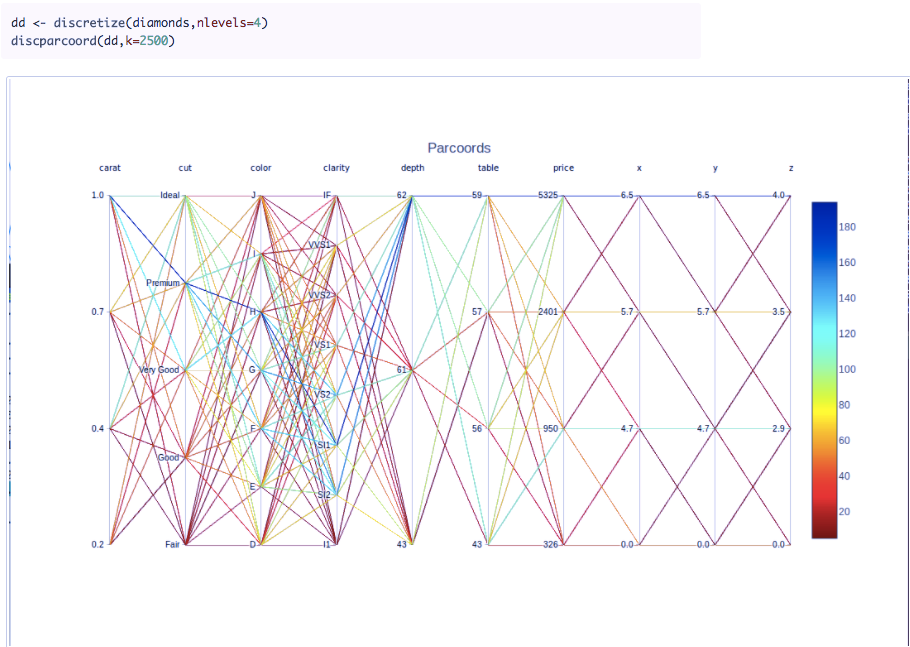 dd <- discretize(diamonds,nlevels=4)
discparcoord(dd,k=2500)
Parcoords
carat cut color clarity depth table price x y z
1.0 Ideal J IF 62 59 5325 6.5 6.5 4.0
180
I VVS1
160
Premium H VVS2
140
0.7 57 2401 5.7 5.7 3.5
VS1
120
Very Good G 61
100
VS2
80
0.4 F 56 950 4.7 4.7 2.9
SI1
60
Good
40
E SI2
20
0.2 Fair D I1 43 43 326 0.0 0.0 0.0